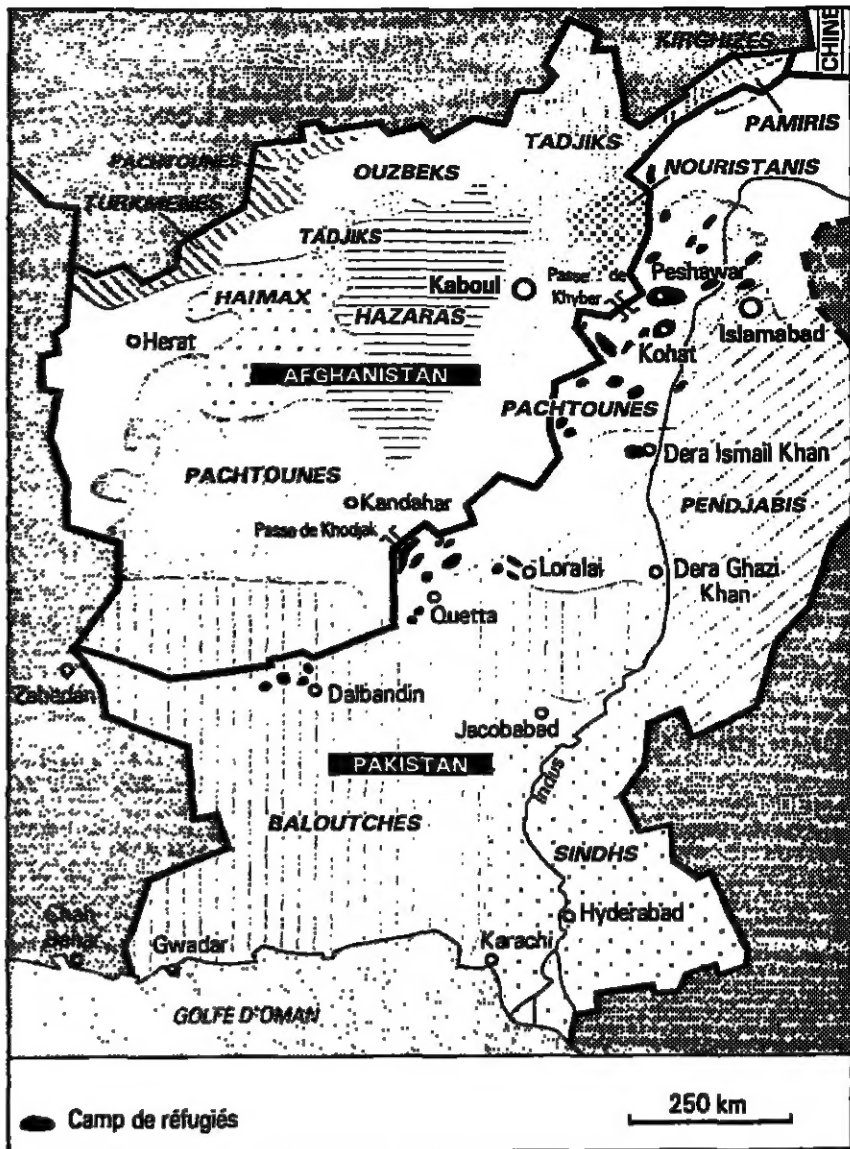 KIRGHIZES
CHINE
PAMIRIS
TADJIKS
NOURISTANIS
PACHTOUNES
OUZBEKS
TURKMEMES
TADJIKS
Kaboul
Passe de
Khyber
Peshawar
HAIMAX
HAZARAS
Islamabad
Herat
Kohat
AFGHANISTAN
PACHTOUNES
Dera Ismail Khan
PACHTOUNES
Kandahar
PENDJABIS
Passe de Khodjak
Loralai
Dera Ghazi
Khan
Quetta
Zahedan
Dalbandin
Jacobabad
PAKISTAN
Indus
BALOUTCHES
SINDHS
Hyderabad
Chah
Gwadar
Karachi
GOLFE D'OMAN
Camp de réfugiés
250 km